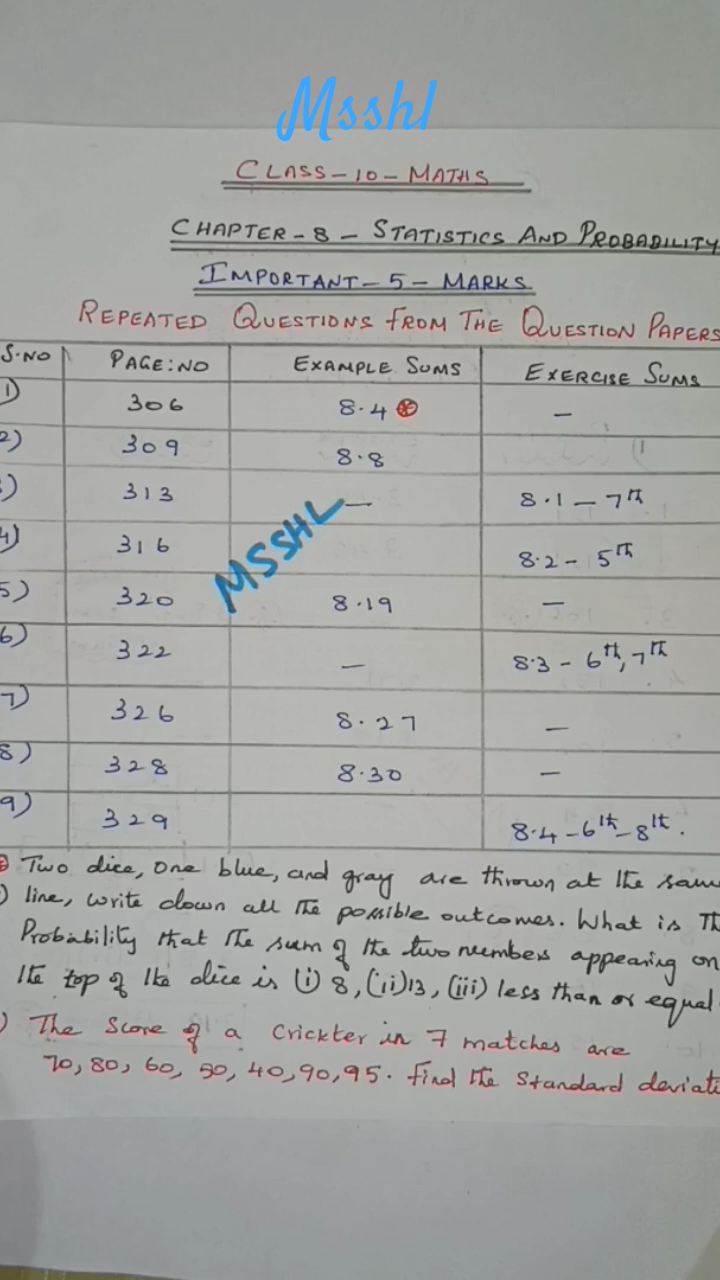 Msshl
CLASS-10-MATHS
CHAPTER-8-STATISTICS AND PROBABILITY
IMPORTANT-5-MARKS
REPEATED QUESTIONS FROM THE QUESTION PAPERS
S.NO PAGE:NO EXAMPLE SUMS EXERCISE SUMS
1) 306 8.4 -
2) 309 8.8
3) 313 - 8.1-7th
4) 316 8.2-5th
MSSHL
5) 320 8.19 -
6) 322 - 8.3-6th,7th
7) 326 8.27 -
8) 328 8.30 -
9) 329 8.4-6th-8th.
Two dice, one blue, and gray are thrown at the same
) line, write down all the possible outcomes. What is
Probability that the sum of the two numbers appearing on
the top of the dice is (i) 8, (ii) 13, (iii) less than or equal
) The Score of a Crickter in 7 matches are
70, 80, 60, 50, 40, 90, 95. Find the Standard